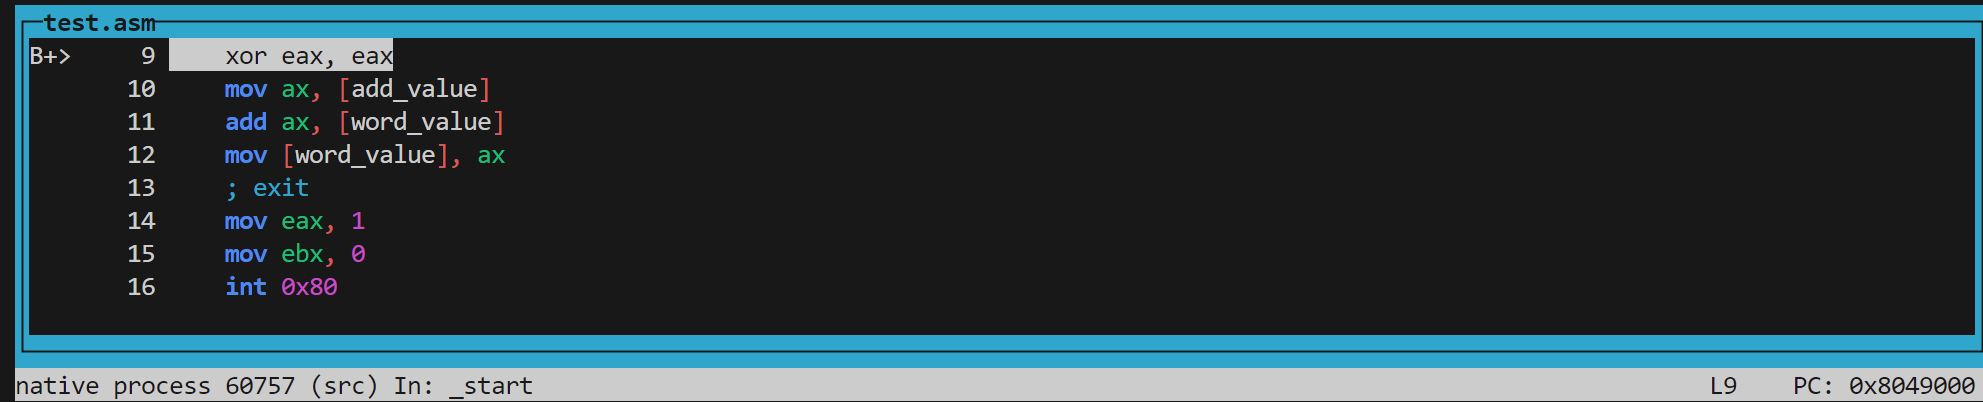 test.asm
B+> 9 xor eax, eax
10 mov ax, [add_value]
11 add ax, [word_value]
12 mov [word_value], ax
13 ; exit
14 mov eax, 1
15 mov ebx, 0
16 int 0x80
native process 60757 (src) In: _start L9 PC: 0x8049000